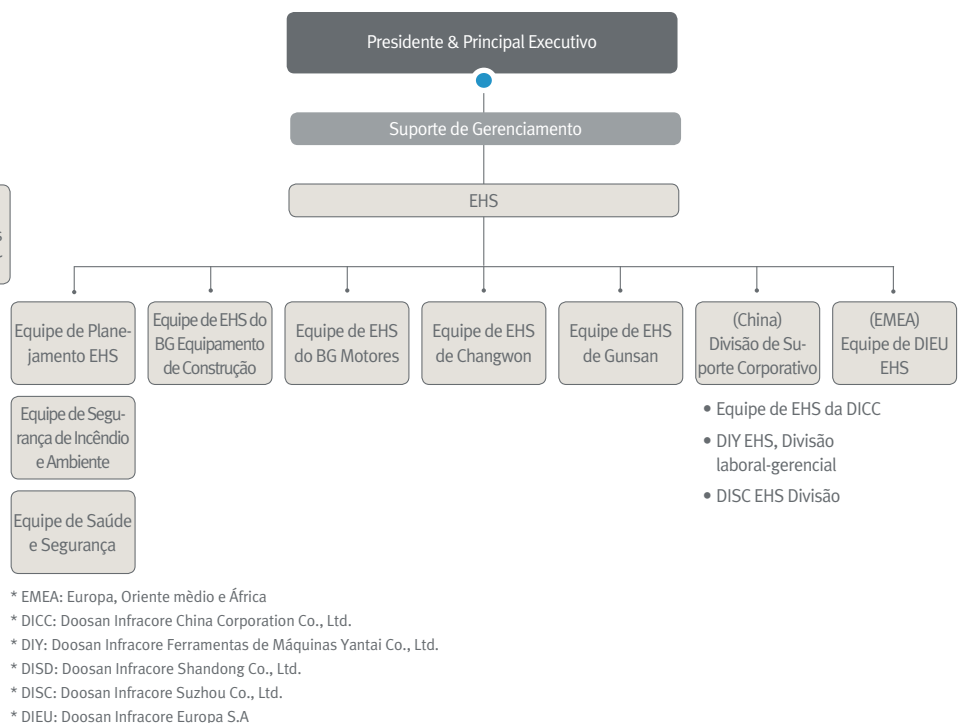 Presidente & Principal Executivo
Suporte de Gerenciamento
EHS
Equipe de Plane-
jamento EHS
Equipe de EHS do
BG Equipamento
de Construção
Equipe de EHS
do BG Motores
Equipe de EHS
de Changwon
Equipe de EHS
de Gunsan
(China)
Divisão de Su-
porte Corporativo
(EMEA)
Equipe de DIEU
EHS
Equipe de Segu-
rança de Incêndio
e Ambiente
Equipe de Saúde
e Segurança
• Equipe de EHS da DICC
• DIY EHS, Divisão
laboral-gerencial
• DISC EHS Divisão
* EMEA: Europa, Oriente mèdio e África
* DICC: Doosan Infracore China Corporation Co., Ltd.
* DIY: Doosan Infracore Ferramentas de Máquinas Yantai Co., Ltd.
* DISD: Doosan Infracore Shandong Co., Ltd.
* DISC: Doosan Infracore Suzhou Co., Ltd.
* DIEU: Doosan Infracore Europa S.A